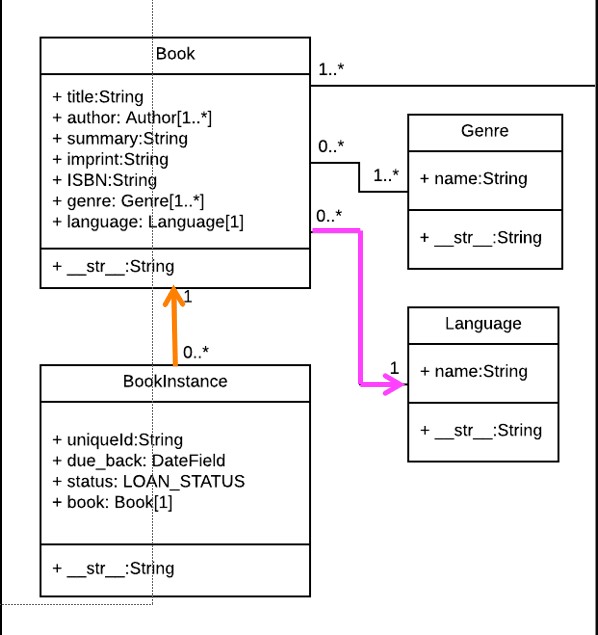 Book
+ title:String
+ author: Author[1..*]
+ summary:String
+ imprint:String
+ ISBN:String
+ genre: Genre[1..*]
+ language: Language[1]
+ __str__:String
1..*
0..*
1..*
0..*
1
Genre
+ name:String
+ __str__:String
Language
+ name:String
+ __str__:String
1
0..*
BookInstance
+ uniqueId:String
+ due_back: DateField
+ status: LOAN_STATUS
+ book: Book[1]
+ __str__:String